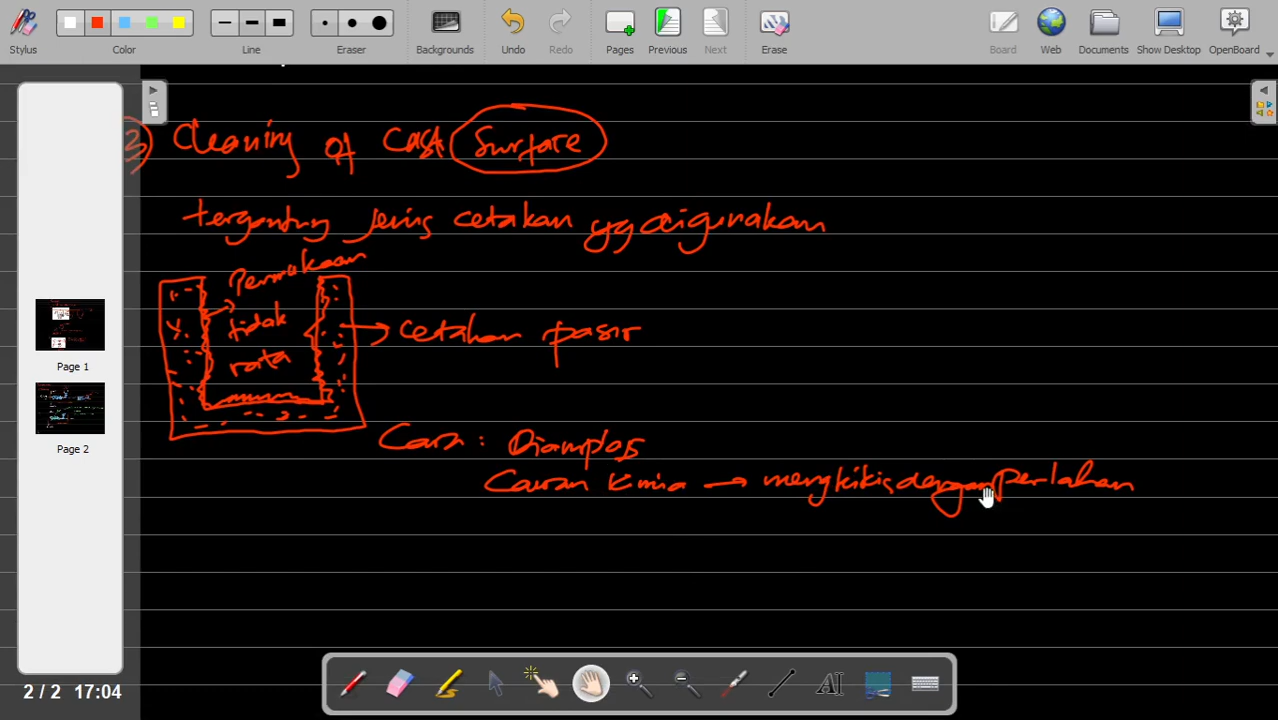 Stylus
Color
Line
Eraser
Backgrounds
Undo
Redo
Pages
Previous
Next
Erase
Board
Web
Documents
Show Desktop
OpenBoard
3) Cleaning of Cast Surface
tergantung jenis cetakan yg digunakan
Permukaan
tidak
rata
cetakan pasir
Cara : Diamplas
Cairan kimia → mengkikis dengan perlahan
Page 1
Page 2
2 / 2 17:04